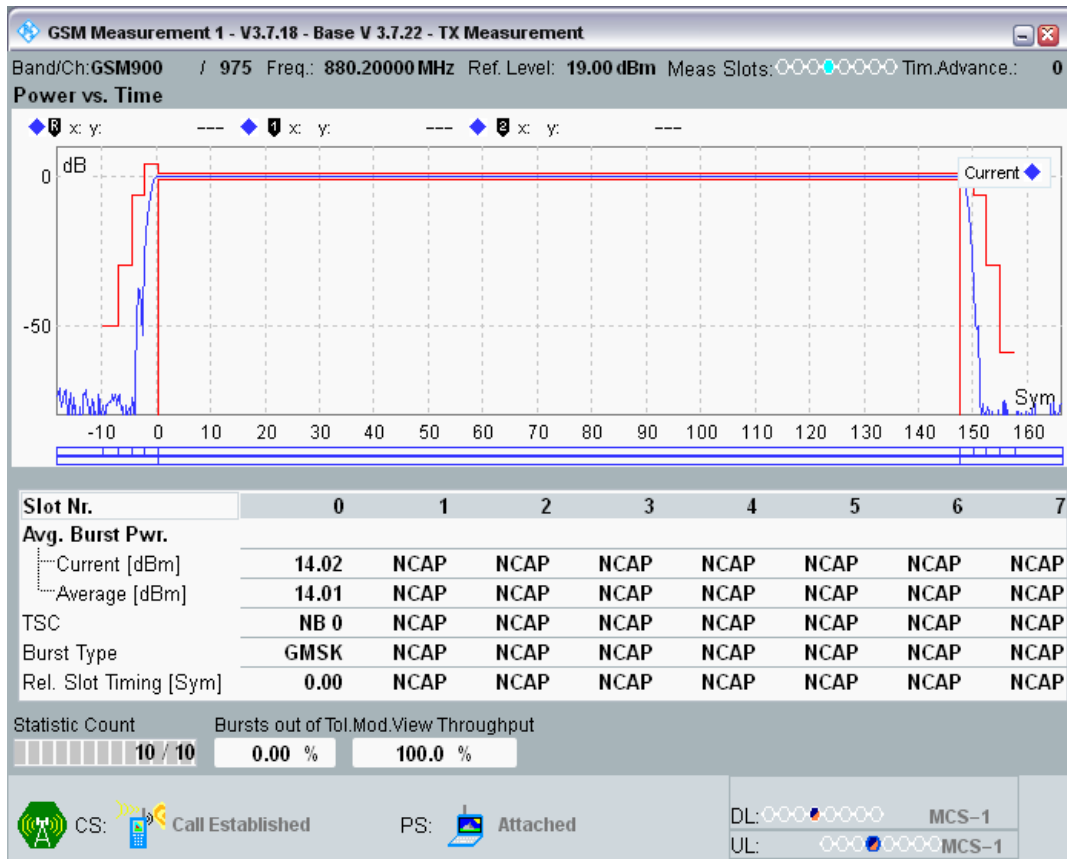 GSM Measurement 1 - V3.7.18 - Base V 3.7.22 - TX Measurement
Band/Ch:GSM900 / 975 Freq.: 880.20000 MHz Ref. Level: 19.00 dBm Meas Slots: Tim.Advance.: 0
Power vs. Time
R x: y: --- 1 x: y: --- 2 x: y: ---
dB
Current
0
-50
Sym
-10 0 10 20 30 40 50 60 70 80 90 100 110 120 130 140 150 160
Slot Nr. 0 1 2 3 4 5 6 7
Avg. Burst Pwr.
Current [dBm] 14.02 NCAP NCAP NCAP NCAP NCAP NCAP NCAP
Average [dBm] 14.01 NCAP NCAP NCAP NCAP NCAP NCAP NCAP
TSC NB 0 NCAP NCAP NCAP NCAP NCAP NCAP NCAP
Burst Type GMSK NCAP NCAP NCAP NCAP NCAP NCAP NCAP
Rel. Slot Timing [Sym] 0.00 NCAP NCAP NCAP NCAP NCAP NCAP NCAP
Statistic Count Bursts out of Tol.Mod.View Throughput
10 / 10 0.00 % 100.0 %
CS: Call Established PS: Attached
DL: MCS-1
UL: MCS-1